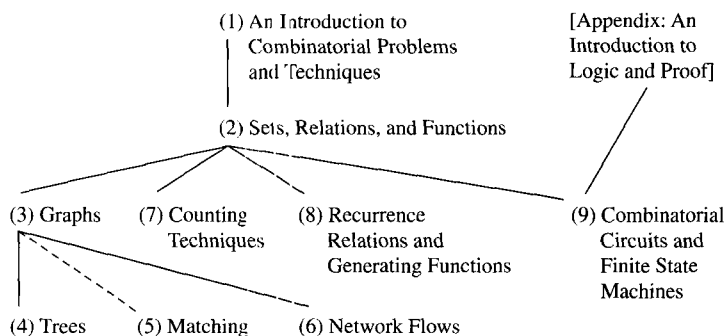 (1) An Introduction to
Combinatorial Problems
and Techniques
[Appendix: An
Introduction to
Logic and Proof]
(2) Sets, Relations, and Functions
(3) Graphs
(7) Counting
Techniques
(8) Recurrence
Relations and
Generating Functions
(9) Combinatorial
Circuits and
Finite State
Machines
(4) Trees
(5) Matching
(6) Network Flows